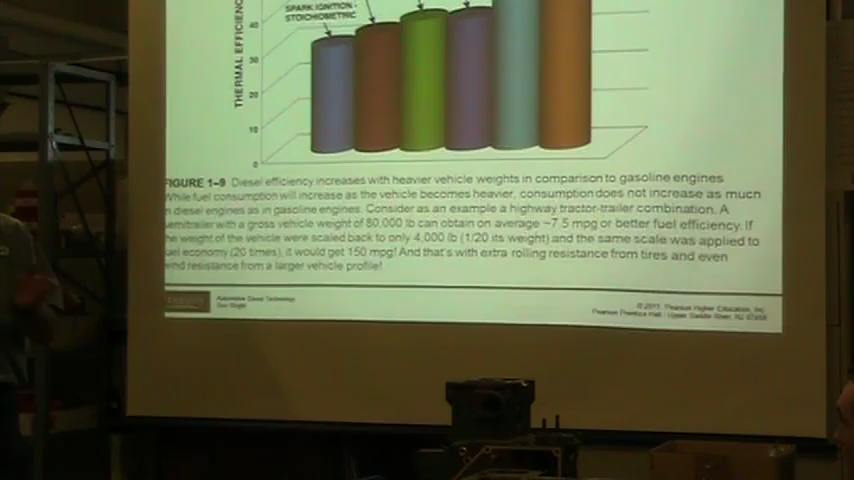 SPARK IGNITION -
STOICHIOMETRIC
THERMAL EFFICIENC
40
30
20
10
0
FIGURE 1–9 Diesel efficiency increases with heavier vehicle weights in comparison to gasoline engines
While fuel consumption will increase as the vehicle becomes heavier, consumption does not increase as much
in diesel engines as in gasoline engines. Consider as an example a highway tractor-trailer combination. A
semitrailer with a gross vehicle weight of 80,000 lb can obtain on average ~7.5 mpg or better fuel efficiency. If
the weight of the vehicle were scaled back to only 4,000 lb (1/20 its weight) and the same scale was applied to
fuel economy (20 times), it would get 150 mpg! And that's with extra rolling resistance from tires and even
wind resistance from a larger vehicle profile!
Automotive Diesel Technology
© 2011 Pearson Higher Education, Inc.
Pearson Prentice Hall - Upper Saddle River, NJ 07458